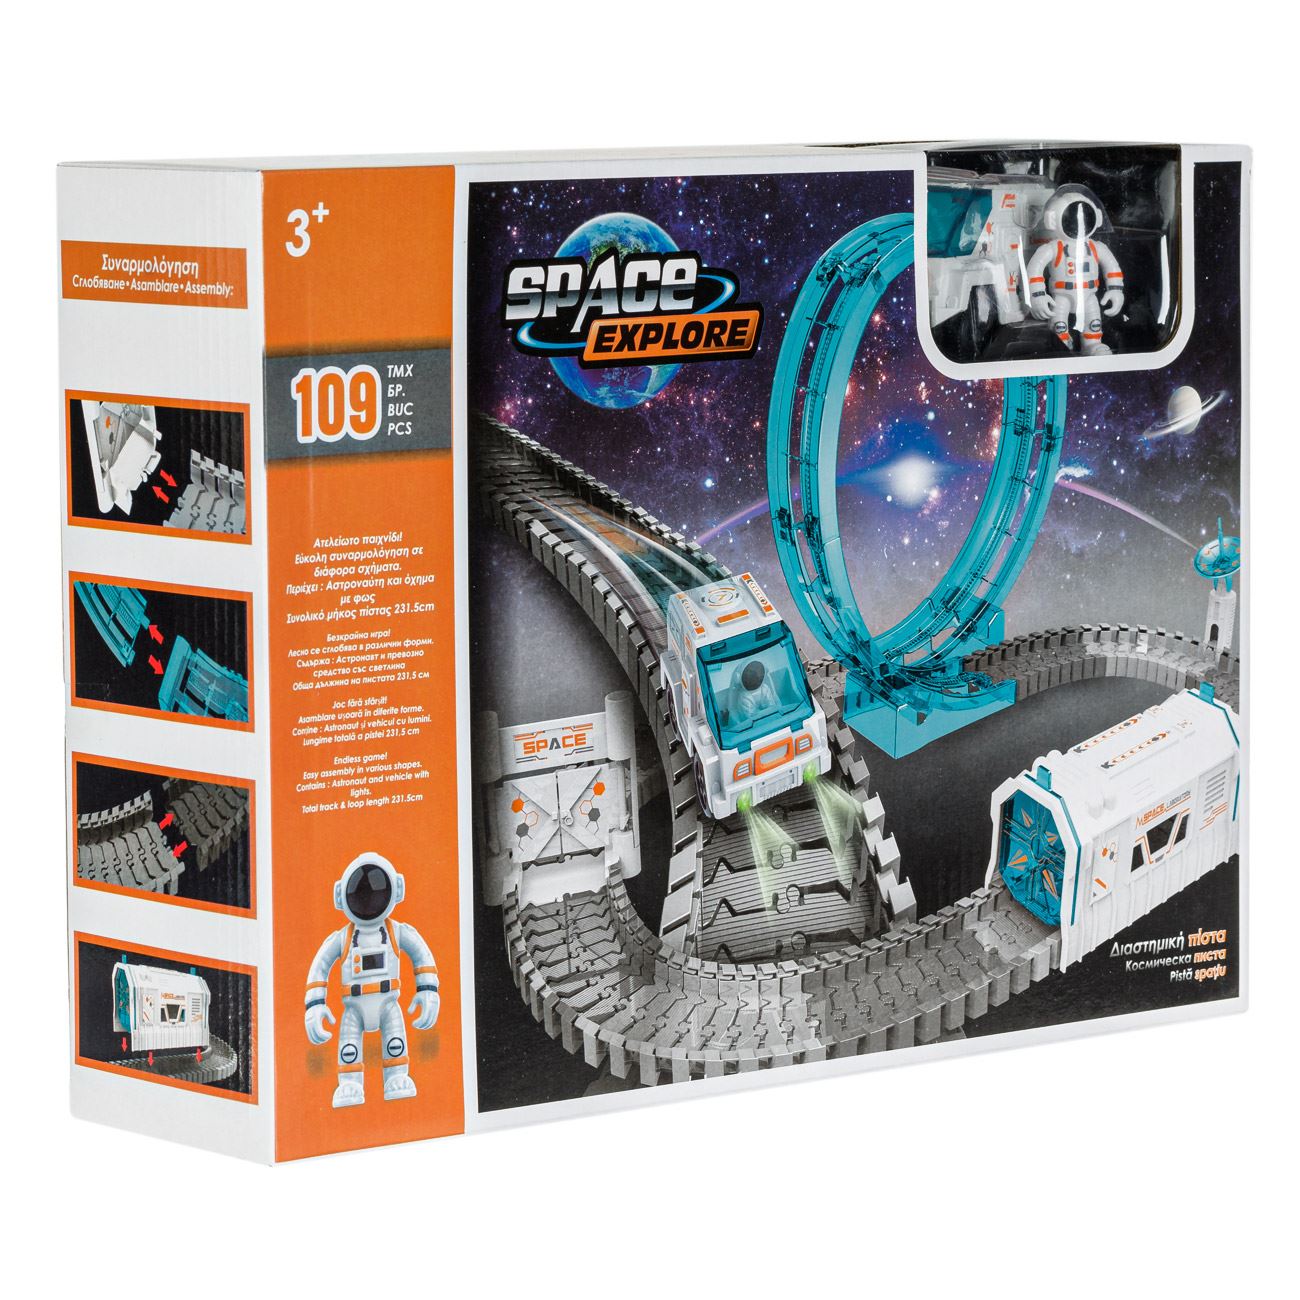 Συναρμολόγηση
Сглобяване • Asamblare • Assembly:
3+
109
ΤΜΧ
БР.
BUC
PCS
Ατελείωτο παιχνίδι!
Εύκολη συναρμολόγηση σε
διάφορα σχήματα.
Περιέχει : Αστροναύτη και όχημα
με φως
Συνολικό μήκος πίστας 231.5cm
Безкрайна игра!
Лесно се сглобява в различни форми.
Съдържа : Астронавт и превозно
средство със светлина
Обща дължина на пистата 231,5 см
Joc fără sfârșit!
Asamblare ușoară in diferite forme.
Conține : Astronaut și vehicul cu lumini.
Lungime totală a pistei 231,5 cm
Endless game!
Easy assembly in various shapes.
Contains : Astronaut and vehicle with
lights.
Total track & loop length 231.5cm
SPACE
EXPLORE
SPACE
SPACE LABORATORY
Διαστημική πίστα
Космическа писта
Pistă spațiu